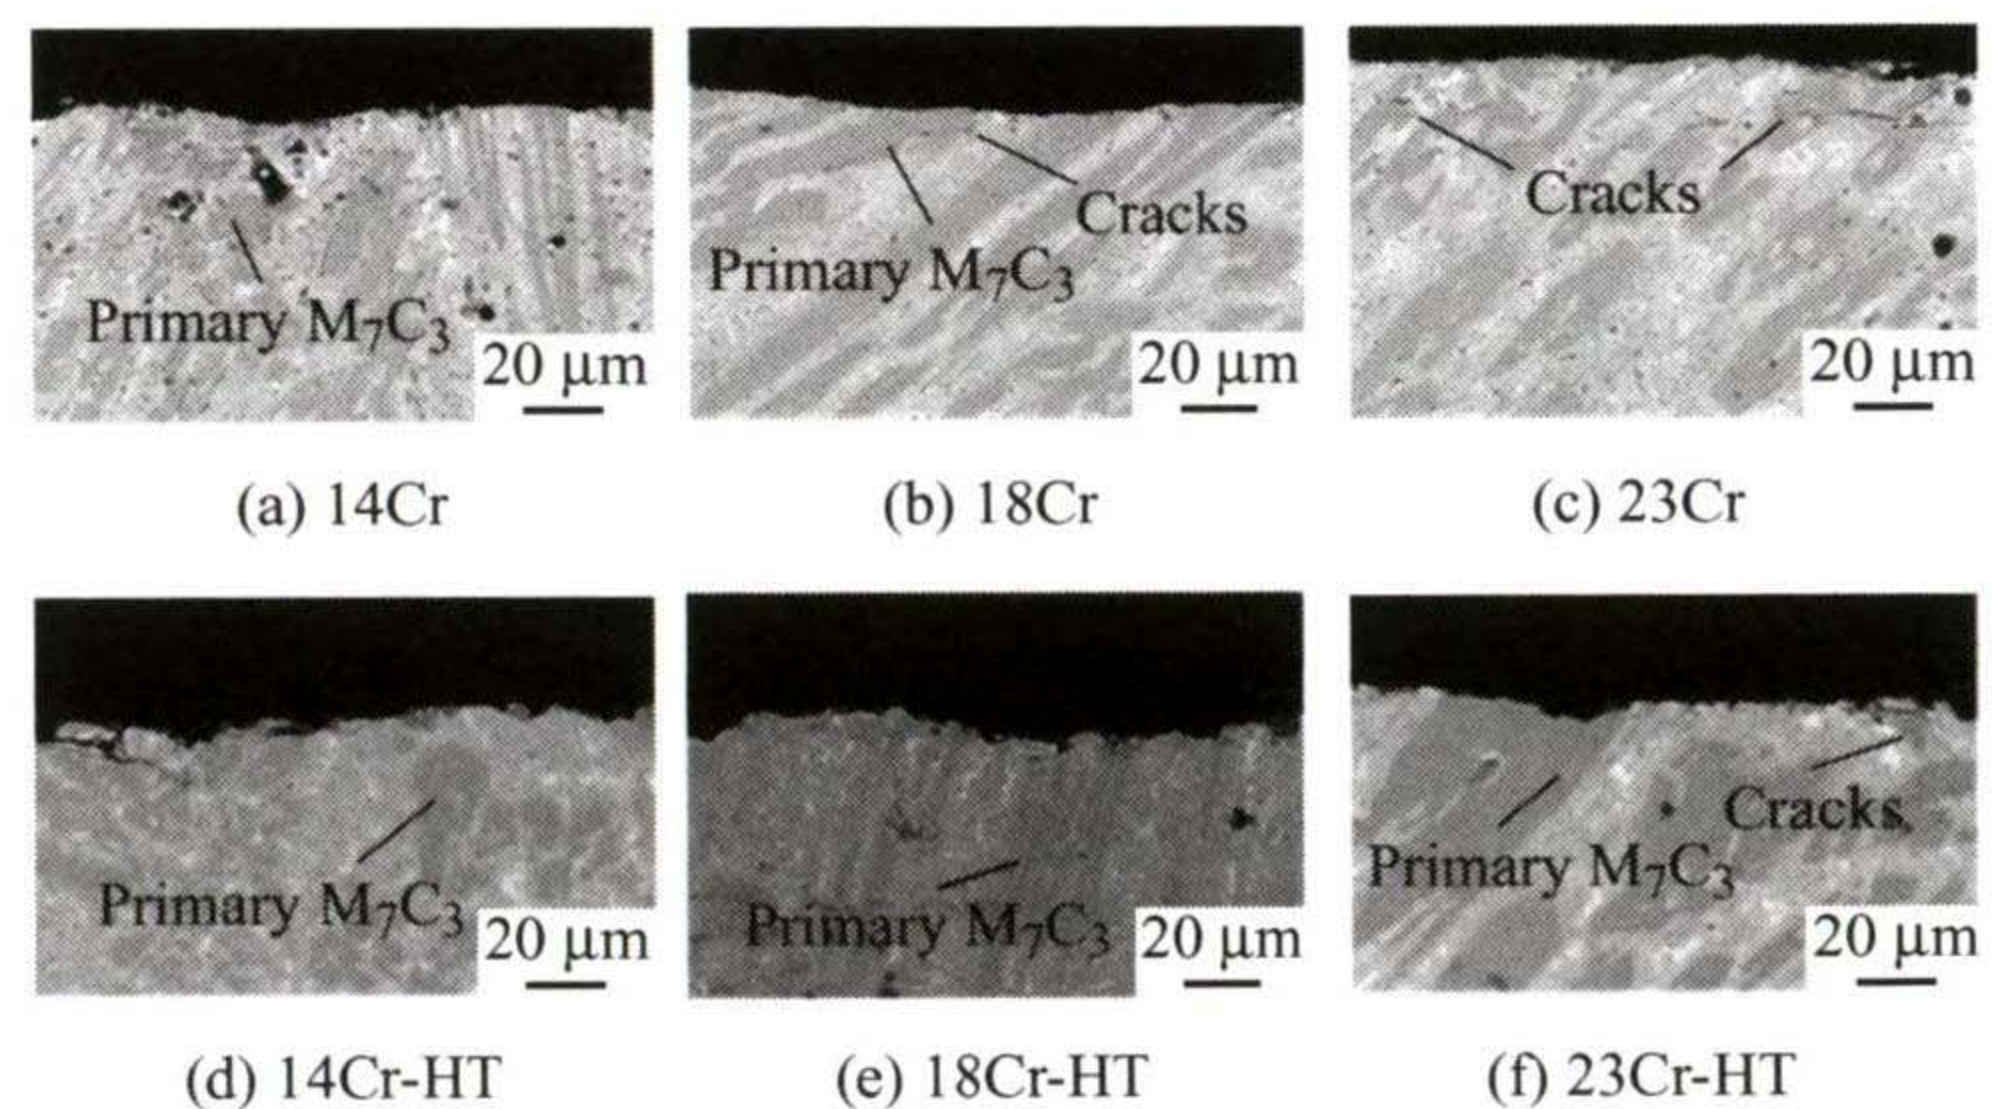 Primary M₇C₃
20 μm
(a) 14Cr
Cracks
Primary M₇C₃
20 μm
(b) 18Cr
Cracks
20 μm
(c) 23Cr
Primary M₇C₃
20 μm
(d) 14Cr-HT
Primary M₇C₃
20 μm
(e) 18Cr-HT
Cracks
Primary M₇C₃
20 μm
(f) 23Cr-HT